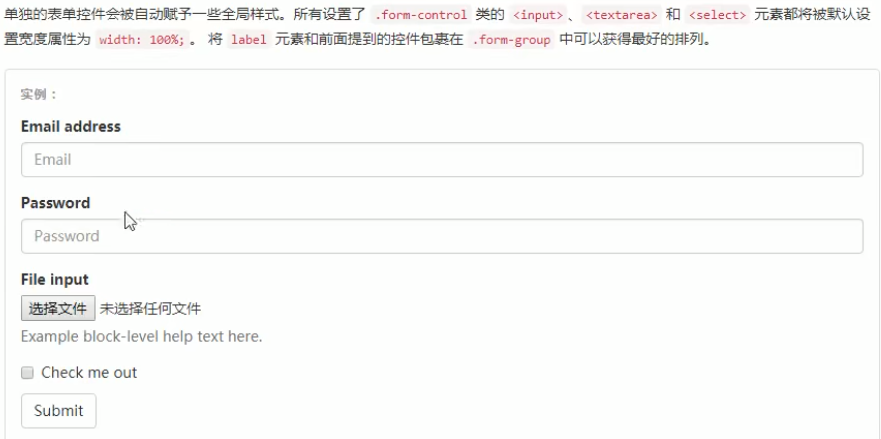 单独的表单控件会被自动赋予一些全局样式。所有设置了 .form-control 类的 <input>、<textarea> 和 <select> 元素都将被默认设
置宽度属性为 width: 100%;。 将 label 元素和前面提到的控件包裹在 .form-group 中可以获得最好的排列。
实例：
Email address
Email
Password
Password
File input
选择文件 未选择任何文件
Example block-level help text here.
Check me out
Submit